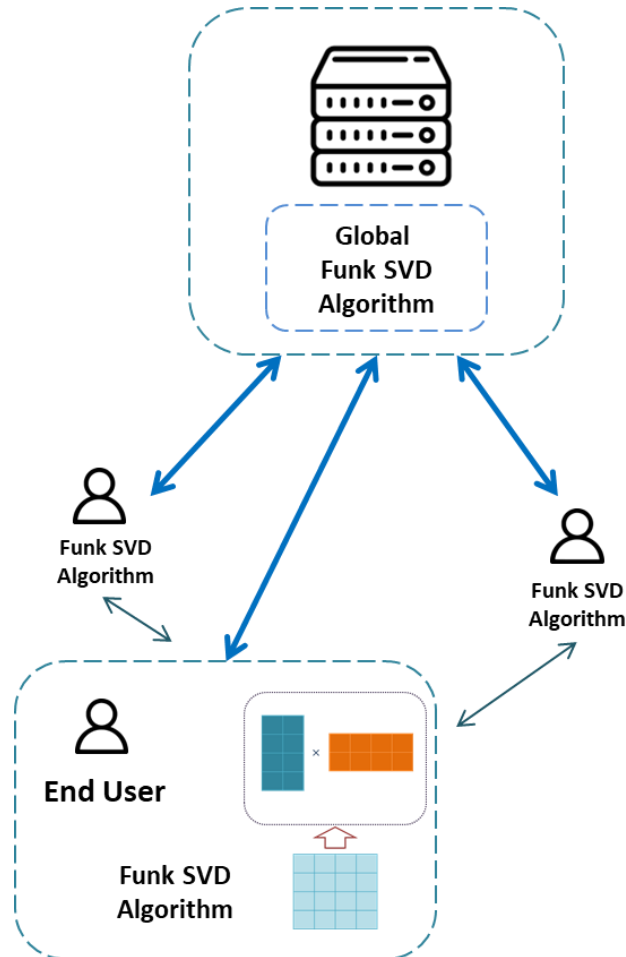 Global
Funk SVD
Algorithm
Funk SVD
Algorithm
Funk SVD
Algorithm
End User
×
Funk SVD
Algorithm